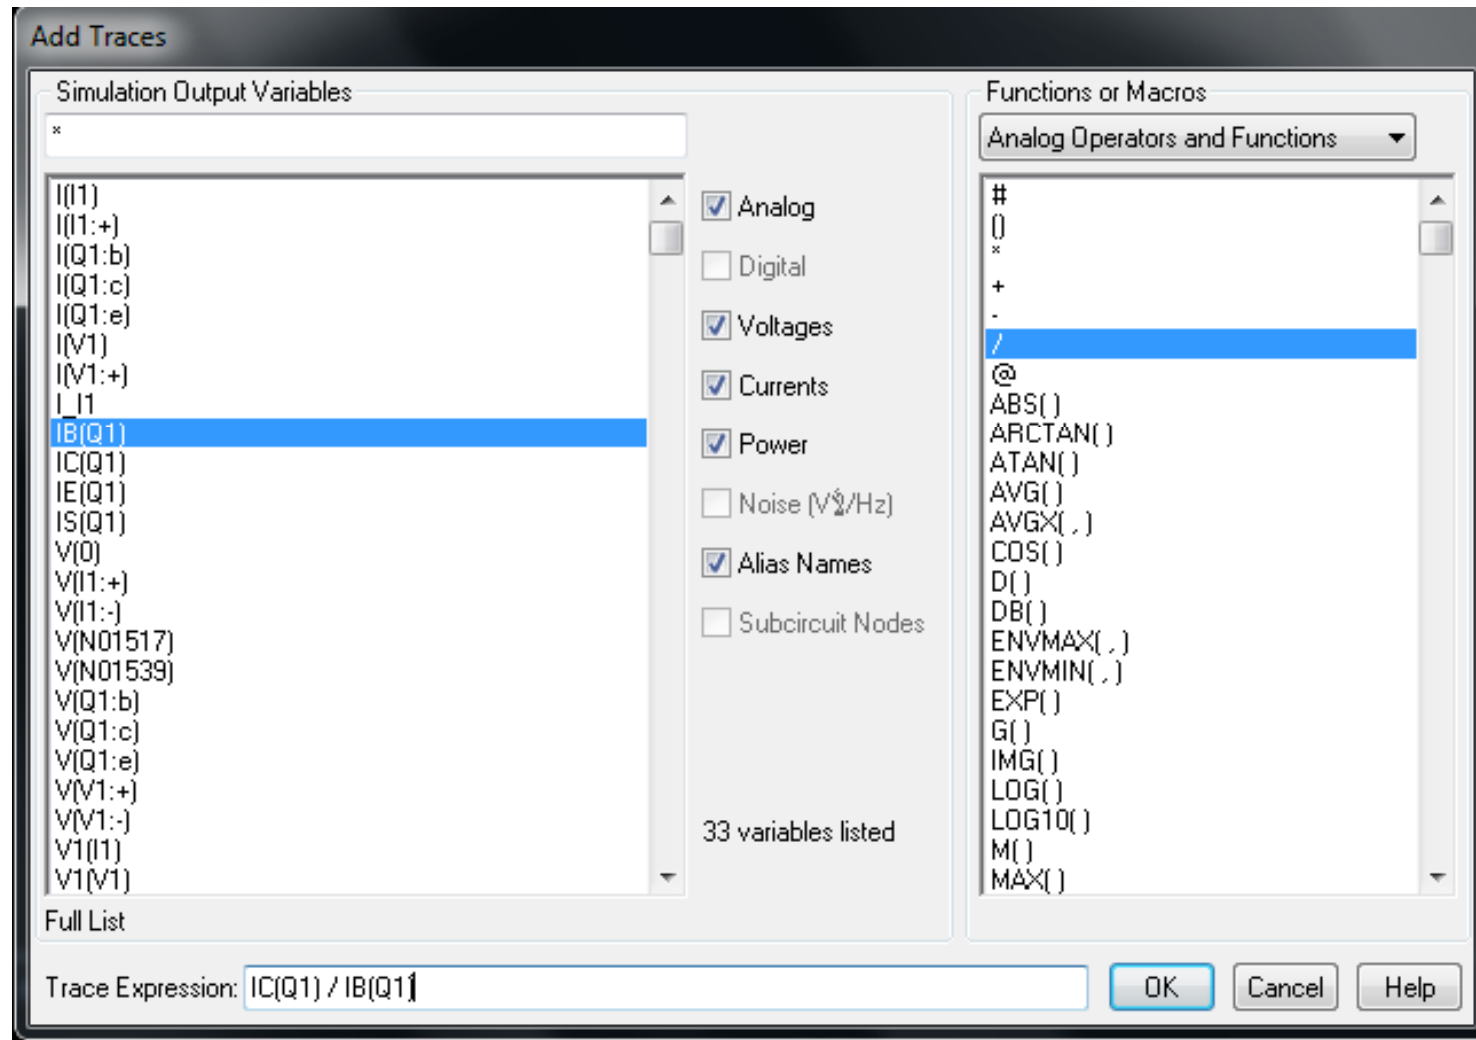 Add Traces
Simulation Output Variables
*
I(I1)
I(I1:+)
I(Q1:b)
I(Q1:c)
I(Q1:e)
I(V1)
I(V1:+)
I_I1
IB(Q1)
IC(Q1)
IE(Q1)
IS(Q1)
V(0)
V(I1:+)
V(I1:-)
V(N01517)
V(N01539)
V(Q1:b)
V(Q1:c)
V(Q1:e)
V(V1:+)
V(V1:-)
V1(I1)
V1(V1)
Full List
Analog
Digital
Voltages
Currents
Power
Noise (V²/Hz)
Alias Names
Subcircuit Nodes
33 variables listed
Functions or Macros
Analog Operators and Functions
#
()
*
+
-
/
@
ABS( )
ARCTAN( )
ATAN( )
AVG( )
AVGX( , )
COS( )
D( )
DB( )
ENVMAX( , )
ENVMIN( , )
EXP( )
G( )
IMG( )
LOG( )
LOG10( )
M( )
MAX( )
Trace Expression: IC(Q1) / IB(Q1)
OK
Cancel
Help